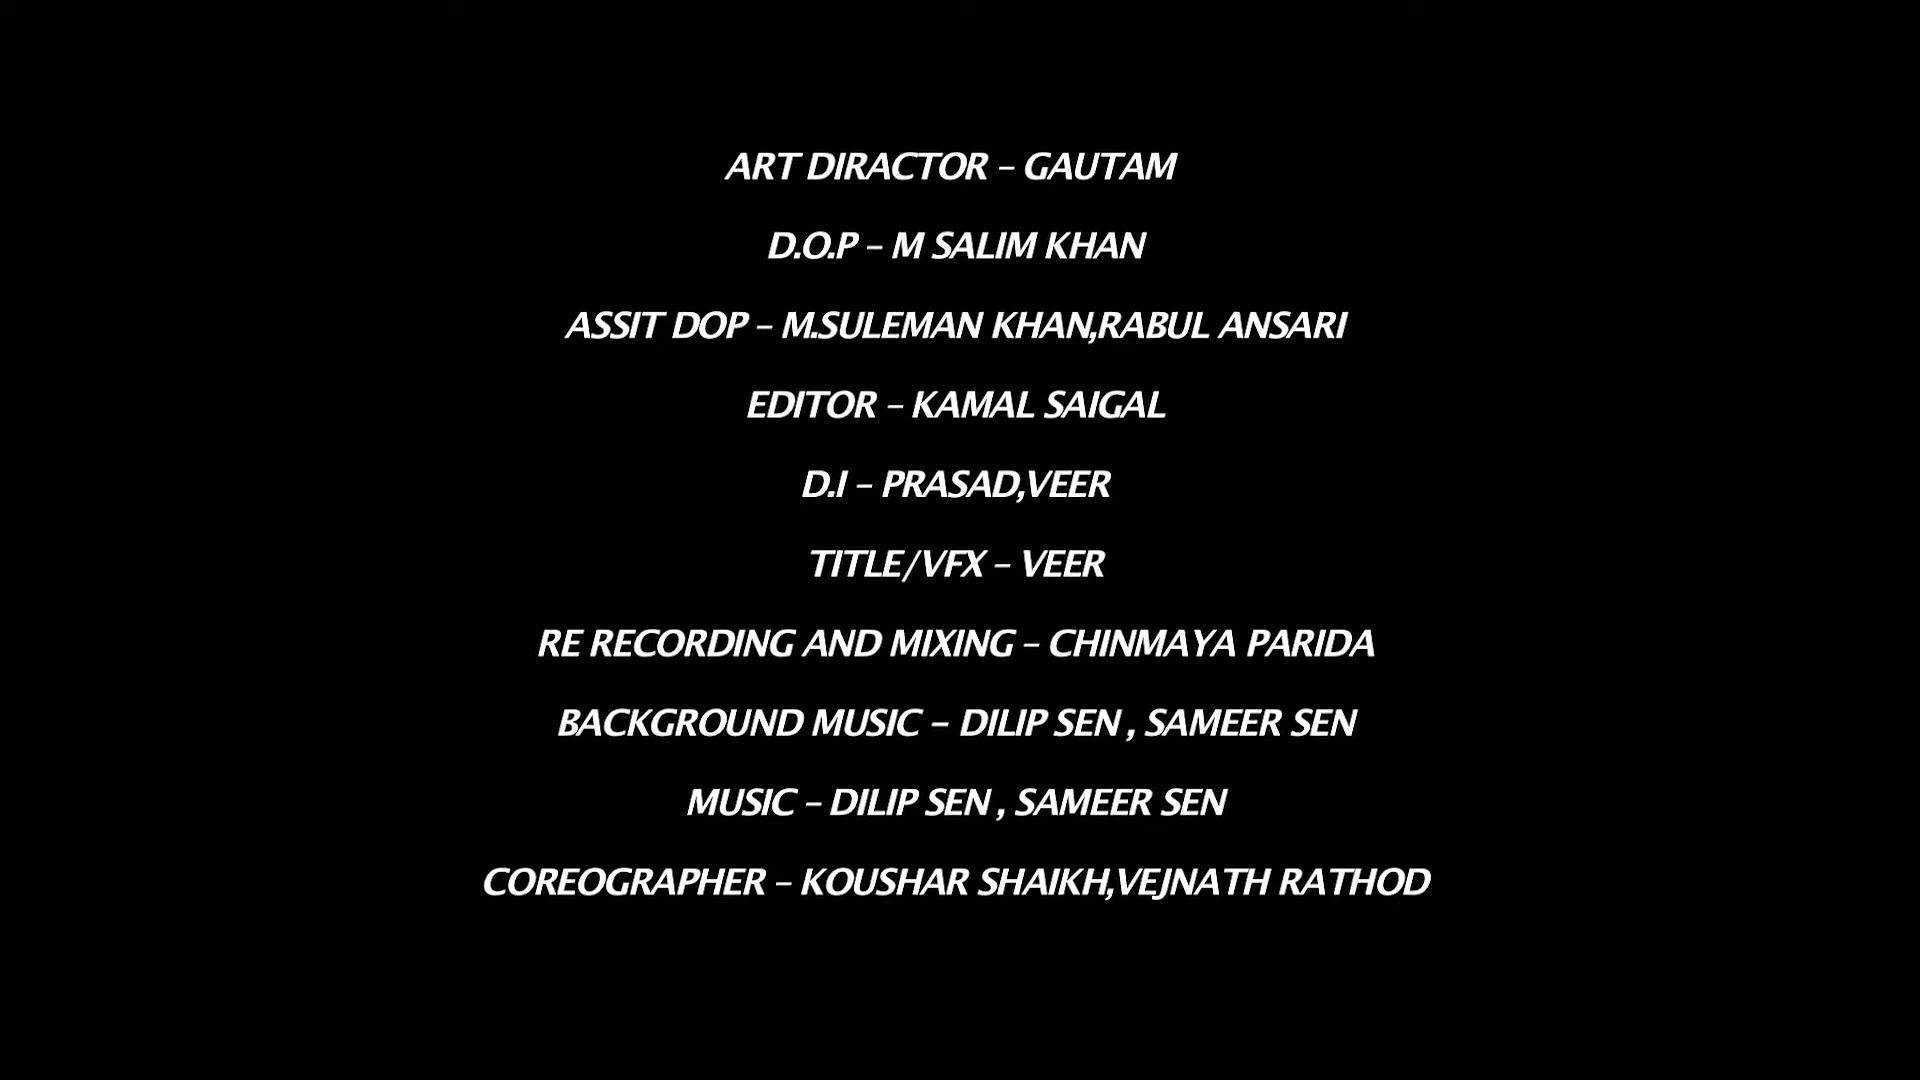 ART DIRACTOR – GAUTAM
D.O.P – M SALIM KHAN
ASSIT DOP – M.SULEMAN KHAN,RABUL ANSARI
EDITOR – KAMAL SAIGAL
D.I – PRASAD,VEER
TITLE/VFX – VEER
RE RECORDING AND MIXING – CHINMAYA PARIDA
BACKGROUND MUSIC – DILIP SEN , SAMEER SEN
MUSIC – DILIP SEN , SAMEER SEN
COREOGRAPHER – KOUSHAR SHAIKH,VEJNATH RATHOD